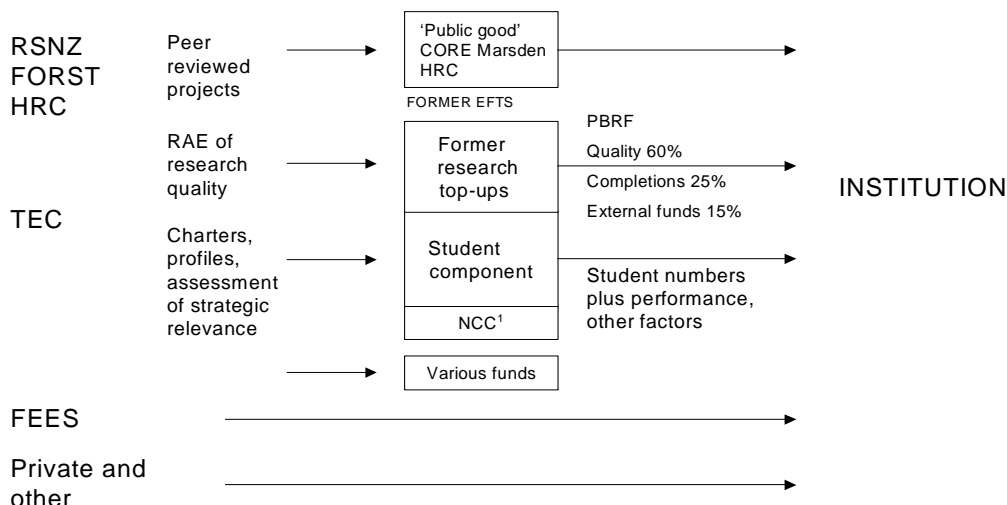 RSNZ
FORST
HRC
Peer
reviewed
projects
‘Public good’
CORE Marsden
HRC
FORMER EFTS
RAE of
research
quality
Former
research
top-ups
PBRF
Quality 60%
Completions 25%
External funds 15%
INSTITUTION
TEC
Charters,
profiles,
assessment
of strategic
relevance
Student
component
Student numbers
plus performance,
other factors
NCC¹
Various funds
FEES
Private and
other